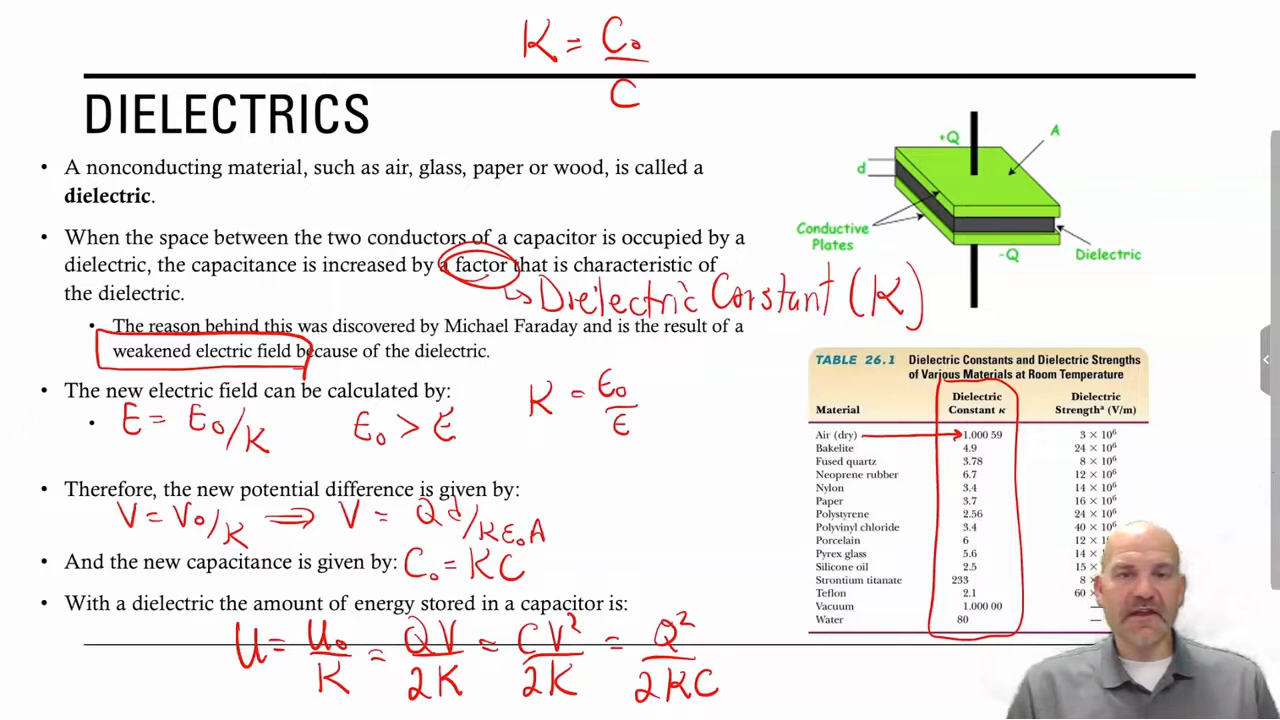 K = C₀/C
DIELECTRICS
• A nonconducting material, such as air, glass, paper or wood, is called a
dielectric.
• When the space between the two conductors of a capacitor is occupied by a
dielectric, the capacitance is increased by a factor that is characteristic of
the dielectric.
↳ Dielectric Constant (K)
• The reason behind this was discovered by Michael Faraday and is the result of a
weakened electric field because of the dielectric.
• The new electric field can be calculated by:
• E = E₀/K E₀ > E K = E₀/E
• Therefore, the new potential difference is given by:
V = V₀/K ⟹ V = Qd/Kε₀A
• And the new capacitance is given by: C₀ = KC
• With a dielectric the amount of energy stored in a capacitor is:
U = U₀/K = QV/2K = CV²/2K = Q²/2KC
+Q
A
d
Conductive
Plates
Dielectric
-Q
TABLE 26.1 Dielectric Constants and Dielectric Strengths
of Various Materials at Room Temperature
Dielectric Dielectric
Material Constant κ Strengthᵃ (V/m)
Air (dry) 1.000 59 3 × 10⁶
Bakelite 4.9 24 × 10⁶
Fused quartz 3.78 8 × 10⁶
Neoprene rubber 6.7 12 × 10⁶
Nylon 3.4 14 × 10⁶
Paper 3.7 16 × 10⁶
Polystyrene 2.56 24 × 10⁶
Polyvinyl chloride 3.4 40 × 10⁶
Porcelain 6 12 ×
Pyrex glass 5.6 14 ×
Silicone oil 2.5 15 ×
Strontium titanate 233 8 ×
Teflon 2.1 60 ×
Vacuum 1.000 00 —
Water 80 —